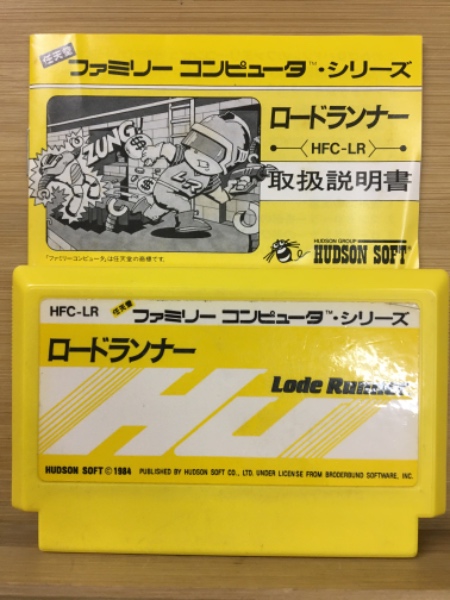 任天堂
ファミリー コンピュータ™・シリーズ
ロードランナー
〈HFC-LR〉
取扱説明書
ZUNG!
$
$
LR
HUDSON GROUP
HUDSON SOFT
「ファミリーコンピュータ」は任天堂の商標です。
HFC-LR 任天堂 ファミリー コンピュータ™・シリーズ
ロードランナー
Lode Runner
HU
HUDSON SOFT © 1984 PUBLISHED BY HUDSON SOFT CO., LTD. UNDER LICENSE FROM BRODERBUND SOFTWARE, INC.